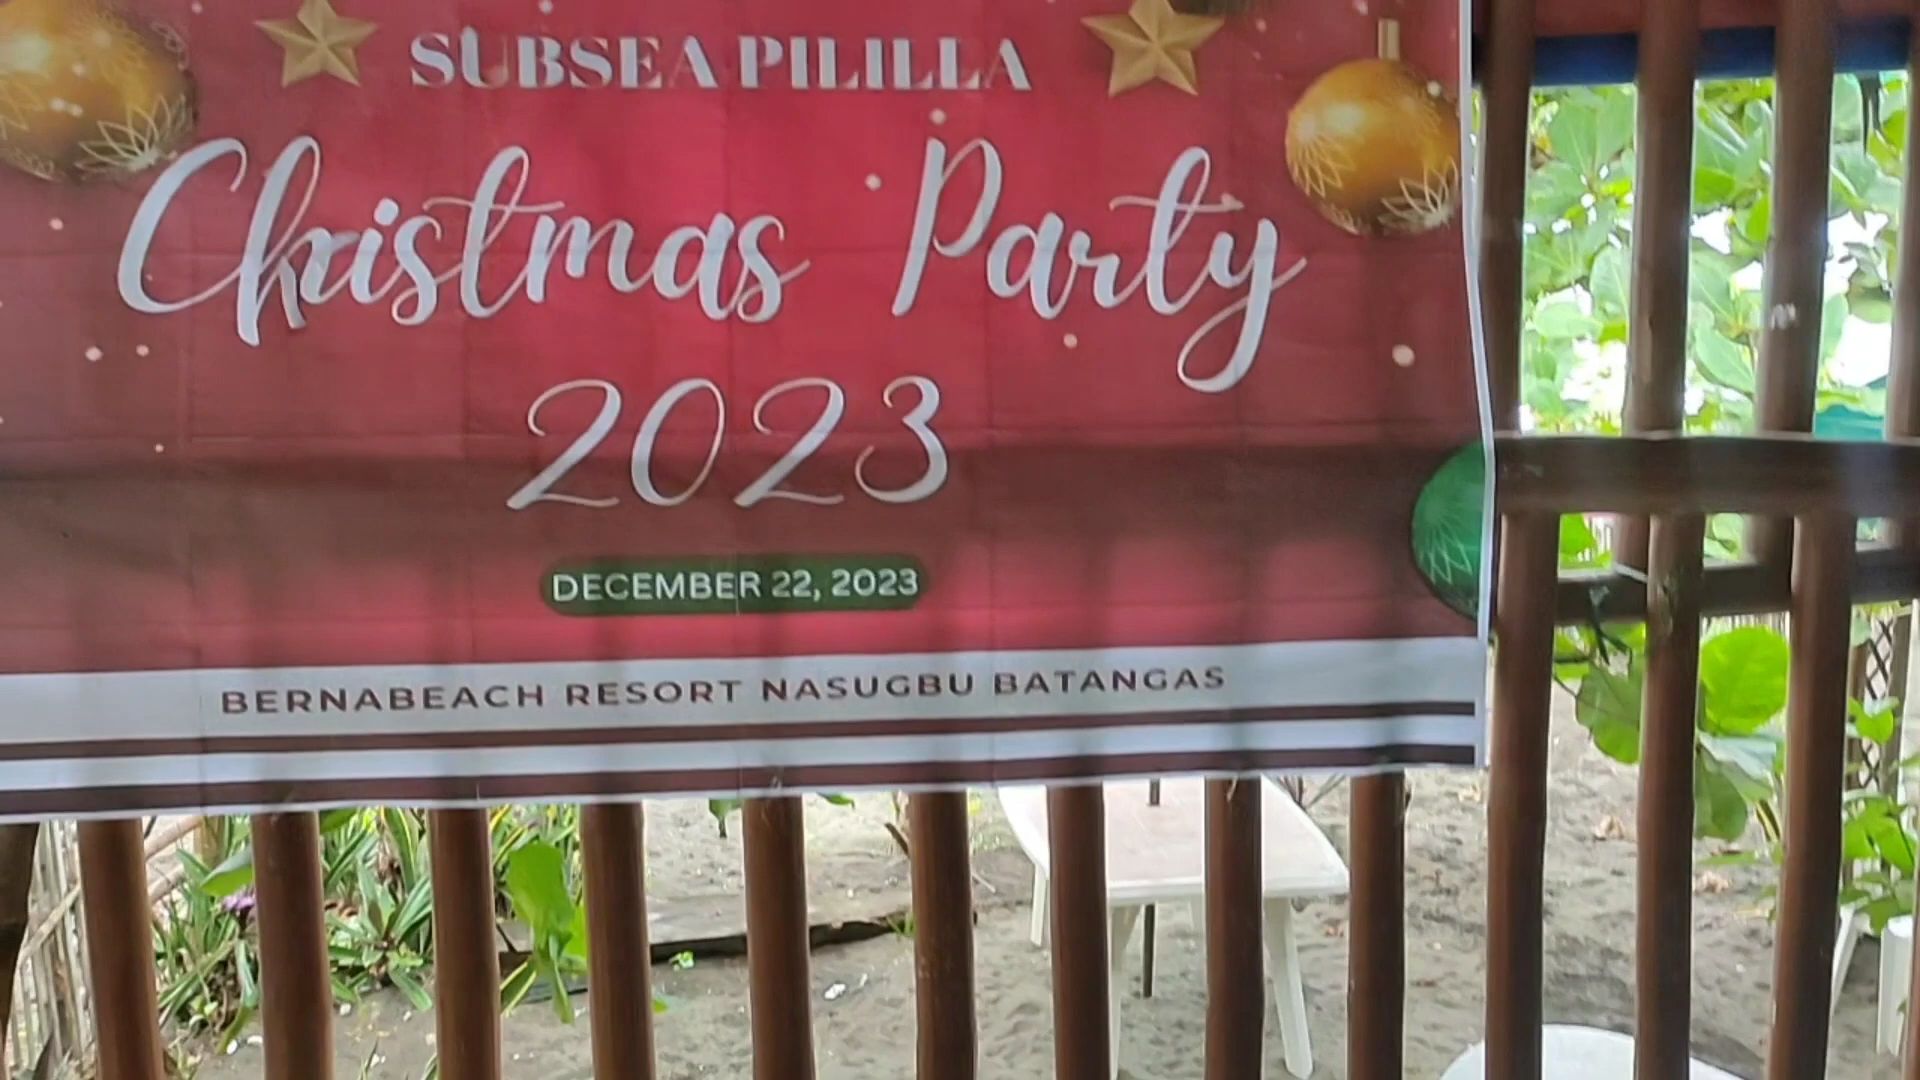 SUBSEA PILILLA
Christmas Party
2023
DECEMBER 22, 2023
BERNABEACH RESORT NASUGBU BATANGAS